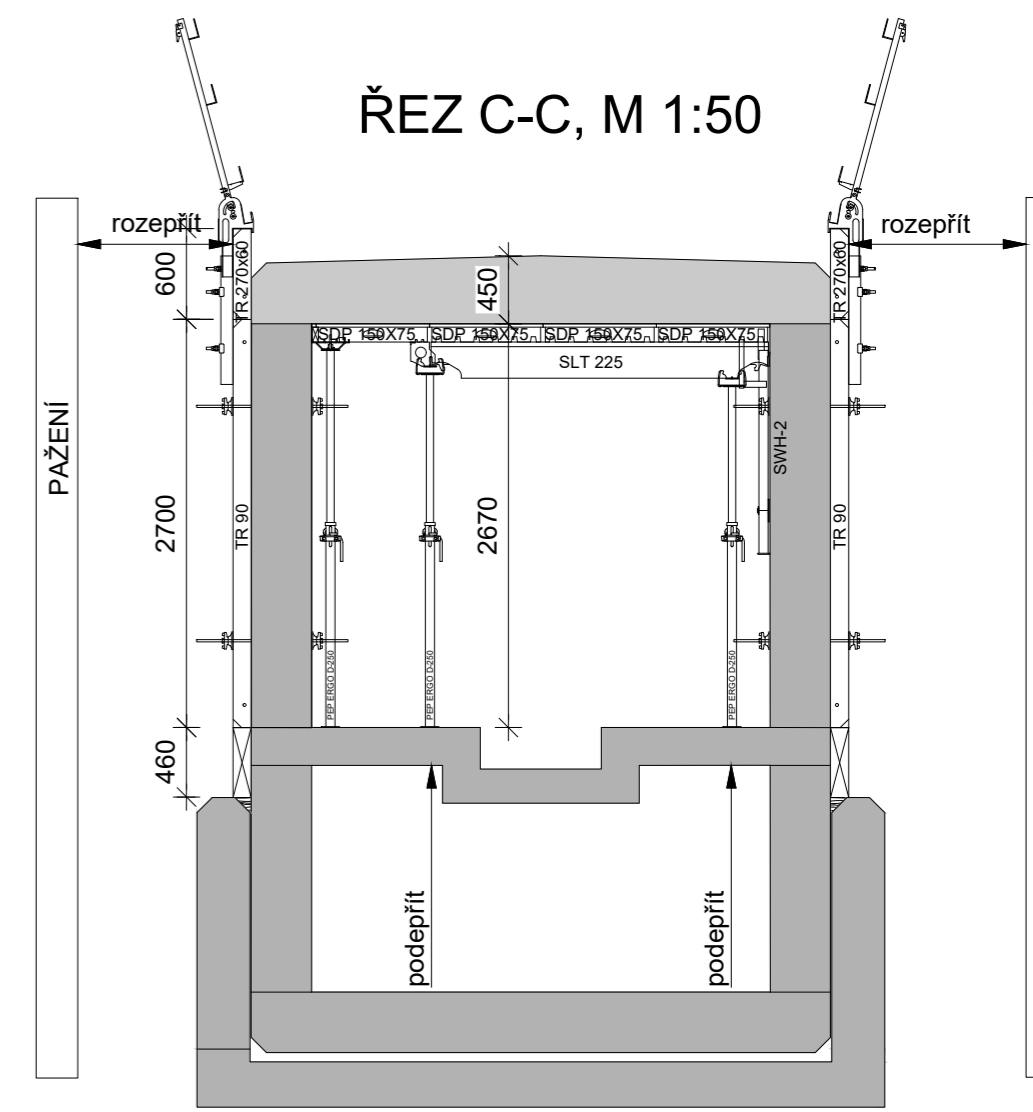 ŘEZ C-C, M 1:50
rozepřít
rozepřít
600
TR 270x60
450
TR 270x60
SDP 150X75
SDP 150X75
SDP 150X75
SDP 150X75
SLT 225
PAŽENÍ
2700
TR 90
2670
SWH-2
TR 90
PEP ERGO D-250
PEP ERGO D-250
PEP ERGO D-250
460
podepřít
podepřít